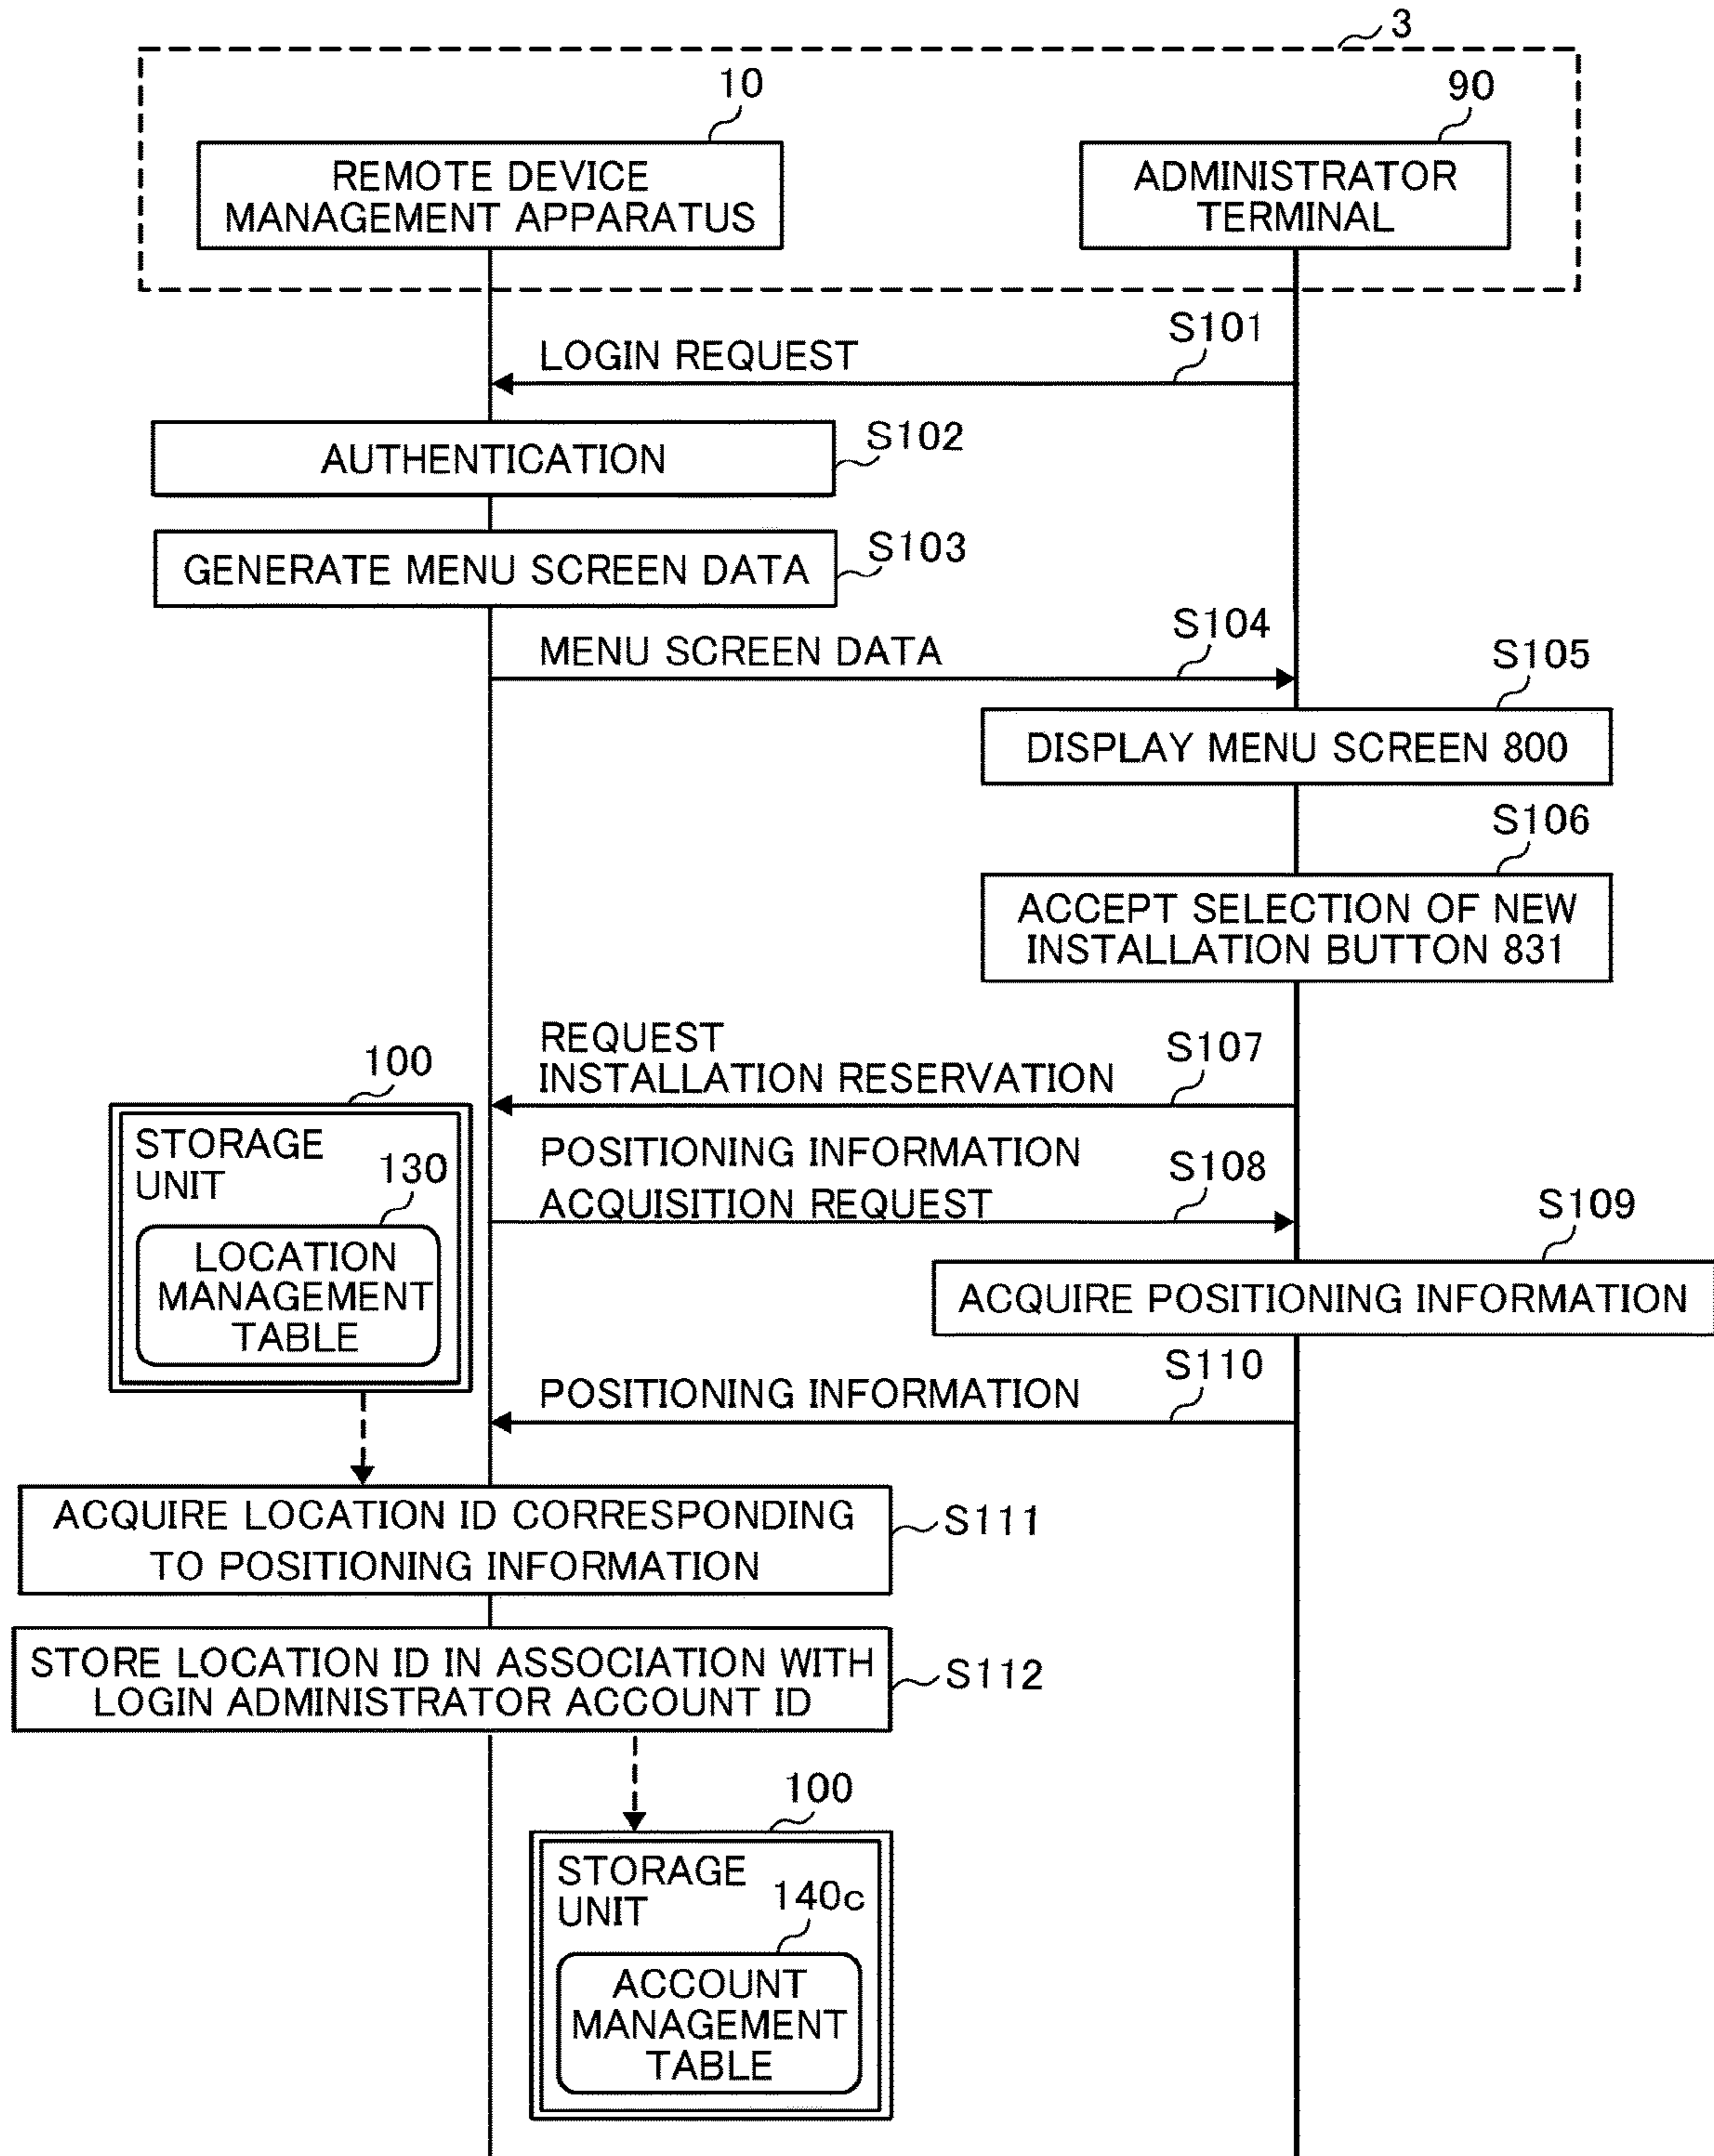 3
10
90
REMOTE DEVICE
MANAGEMENT APPARATUS
ADMINISTRATOR
TERMINAL
S101
LOGIN REQUEST
AUTHENTICATION
S102
GENERATE MENU SCREEN DATA
S103
MENU SCREEN DATA
S104
S105
DISPLAY MENU SCREEN 800
S106
ACCEPT SELECTION OF NEW
INSTALLATION BUTTON 831
REQUEST
INSTALLATION RESERVATION
S107
100
STORAGE
UNIT
130
LOCATION
MANAGEMENT
TABLE
POSITIONING INFORMATION
ACQUISITION REQUEST
S108
S109
ACQUIRE POSITIONING INFORMATION
POSITIONING INFORMATION
S110
ACQUIRE LOCATION ID CORRESPONDING
TO POSITIONING INFORMATION
S111
STORE LOCATION ID IN ASSOCIATION WITH
LOGIN ADMINISTRATOR ACCOUNT ID
S112
100
STORAGE
UNIT
140c
ACCOUNT
MANAGEMENT
TABLE